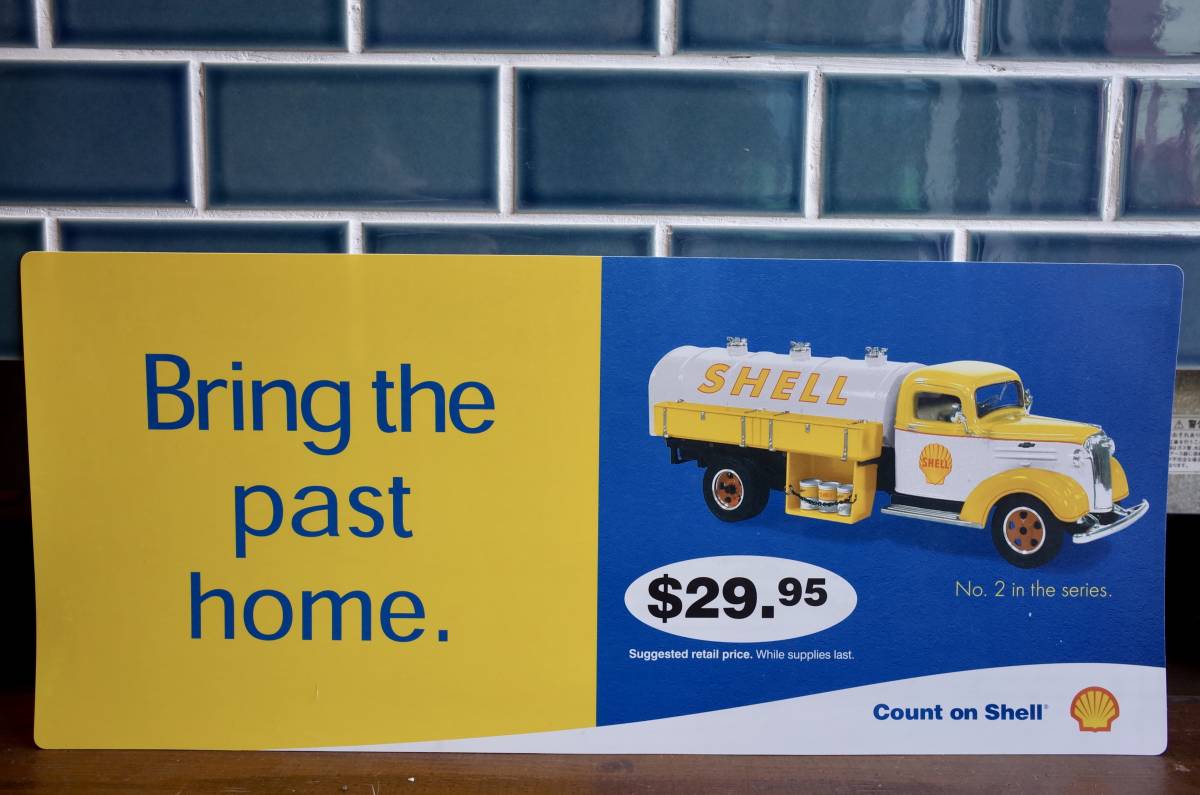 Bring the
past
home.
SHELL
SHELL
$29.95
No. 2 in the series.
Suggested retail price. While supplies last.
Count on Shell®